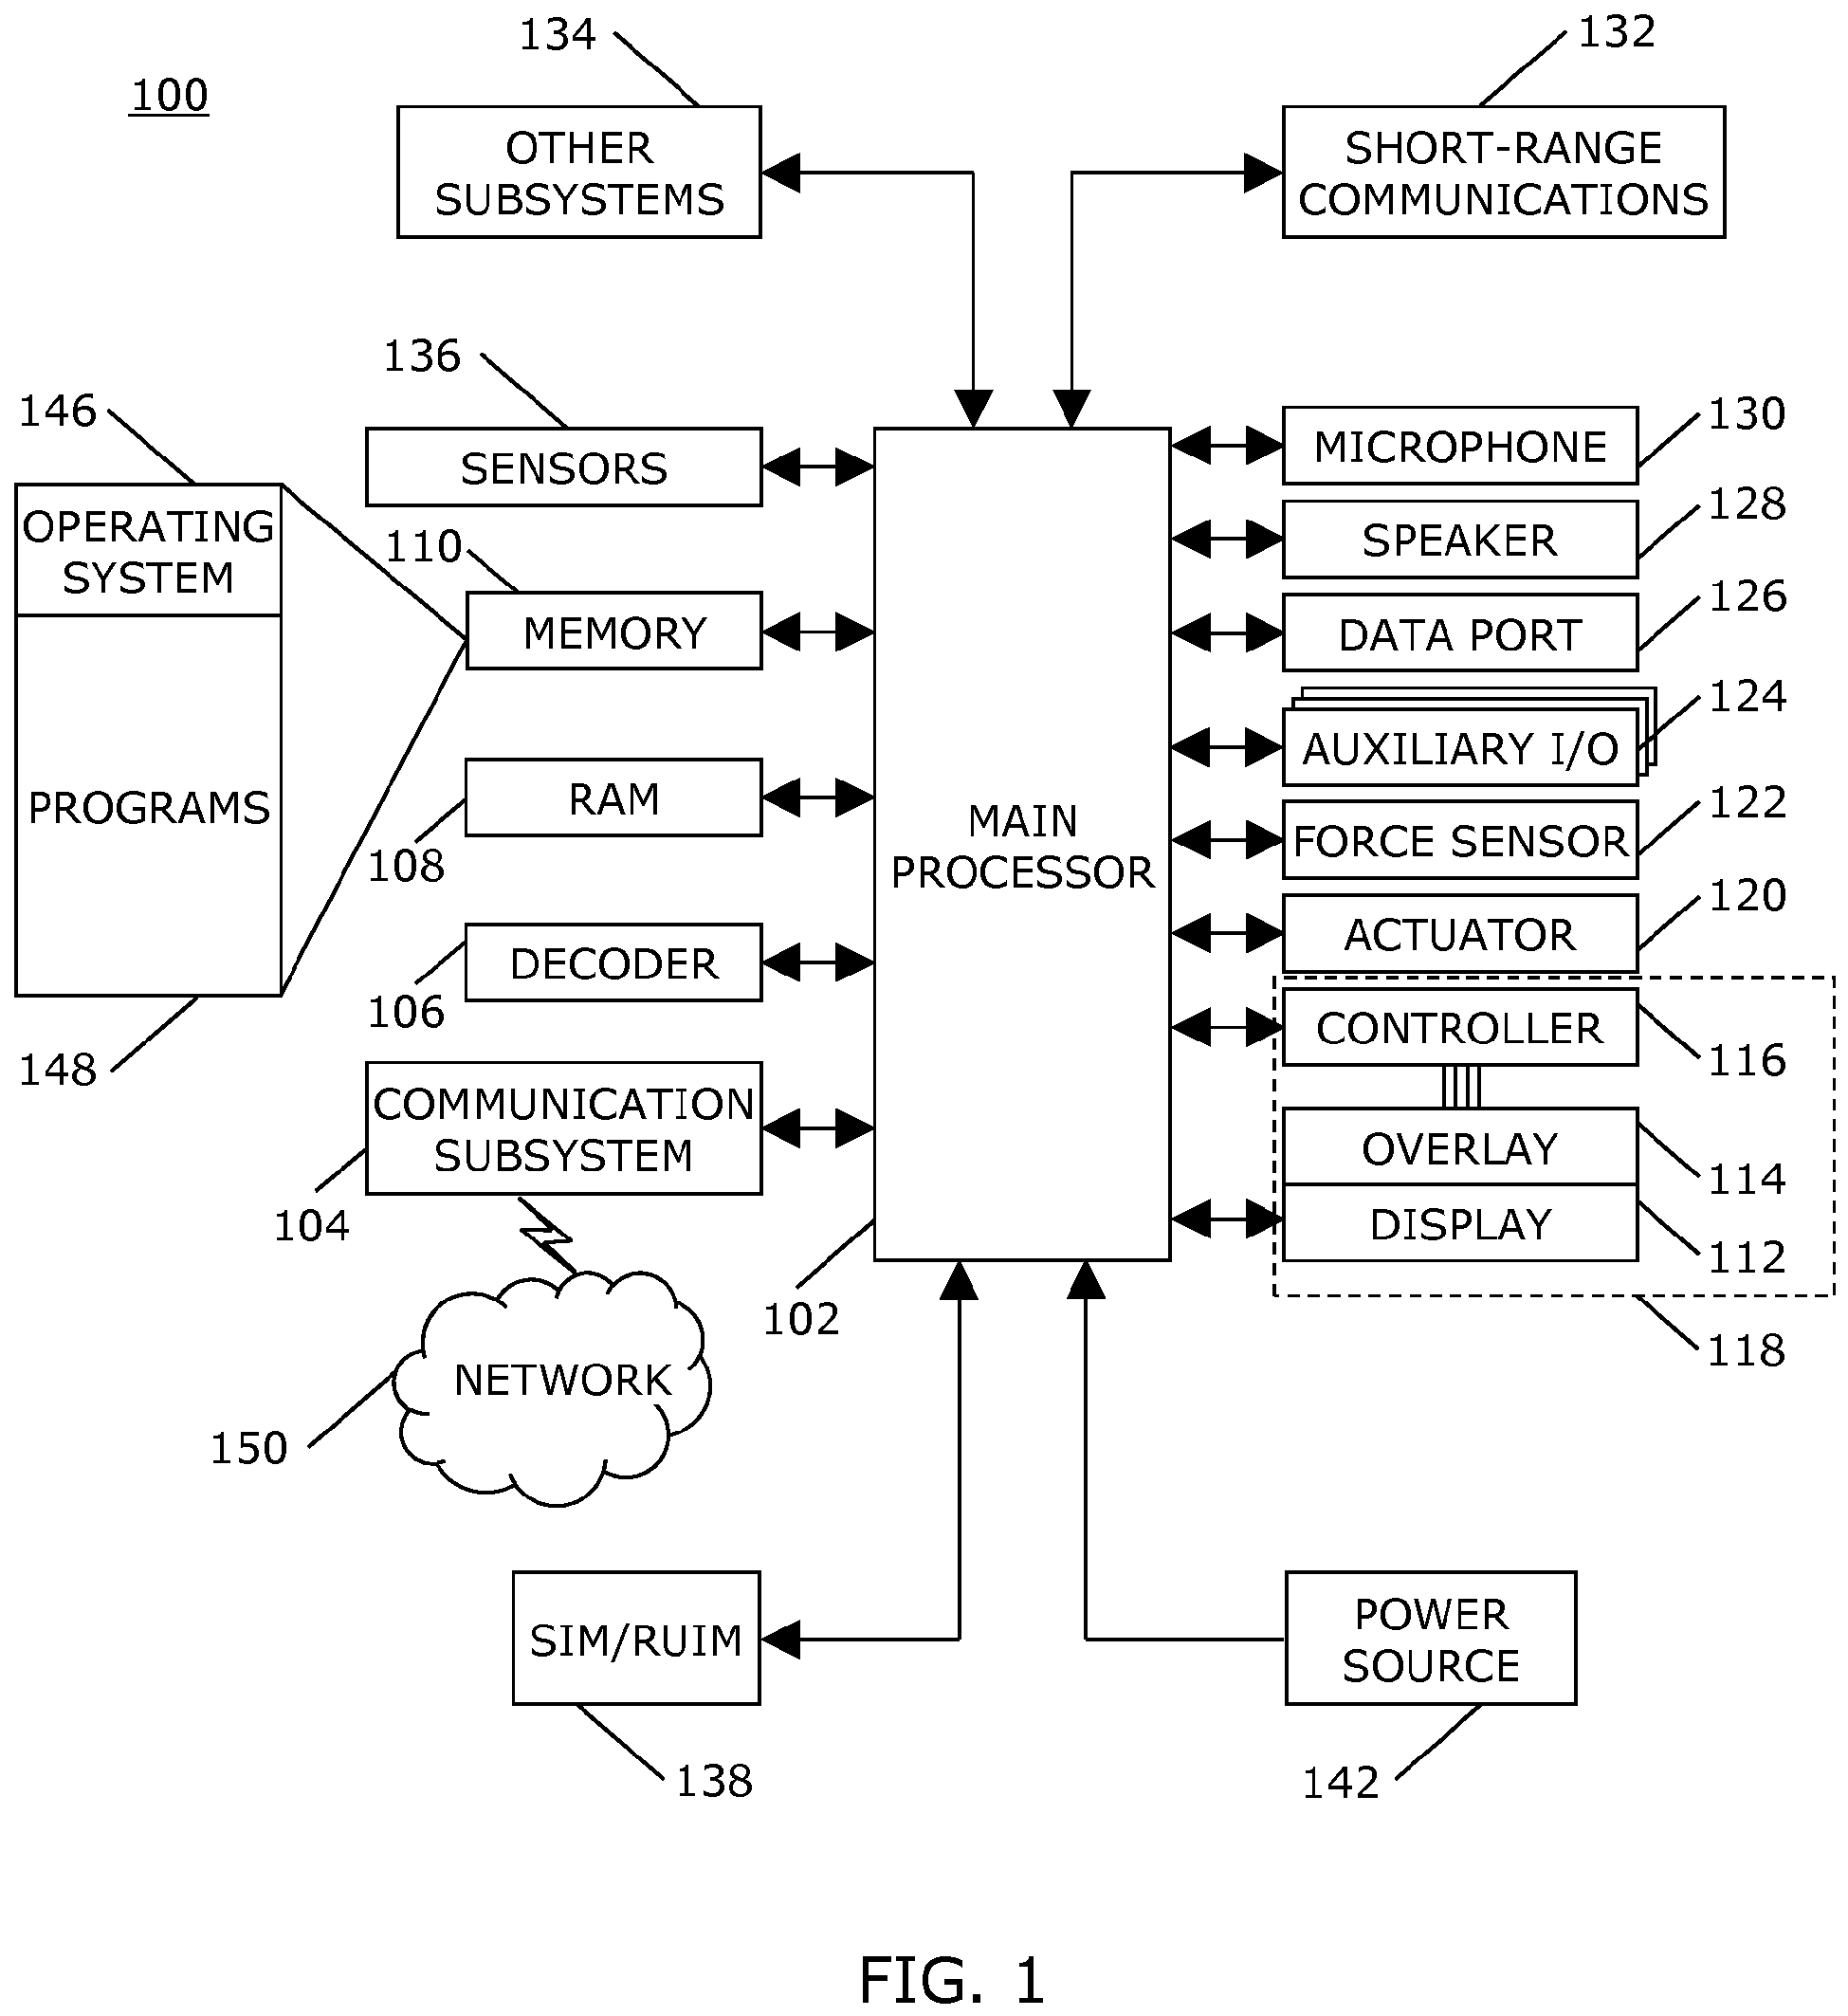 134
132
100
OTHER
SUBSYSTEMS
SHORT-RANGE
COMMUNICATIONS
136
146
130
SENSORS
MICROPHONE
128
OPERATING
SYSTEM
110
SPEAKER
126
MEMORY
DATA PORT
124
AUXILIARY I/O
PROGRAMS
RAM
108
MAIN
PROCESSOR
122
FORCE SENSOR
120
ACTUATOR
DECODER
106
CONTROLLER
116
148
COMMUNICATION
SUBSYSTEM
104
OVERLAY
114
DISPLAY
112
102
118
NETWORK
150
SIM/RUIM
POWER
SOURCE
138
142
FIG. 1